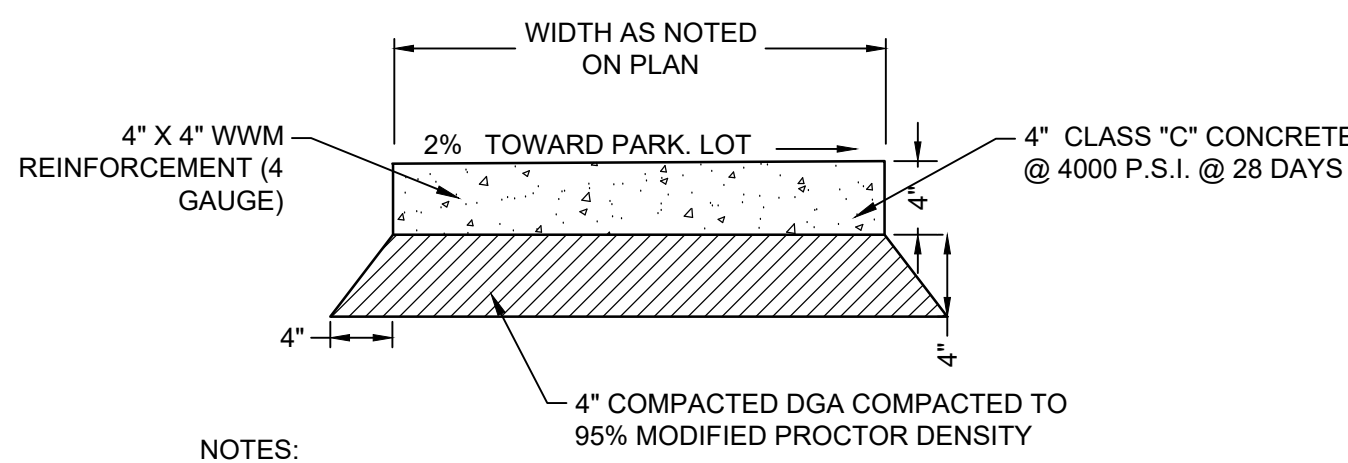 WIDTH AS NOTED
ON PLAN
4" X 4" WWM
REINFORCEMENT (4
GAUGE)
2% TOWARD PARK. LOT
4" CLASS "C" CONCRETE
@ 4000 P.S.I. @ 28 DAYS
4"
4"
4"
4" COMPACTED DGA COMPACTED TO
95% MODIFIED PROCTOR DENSITY
NOTES: